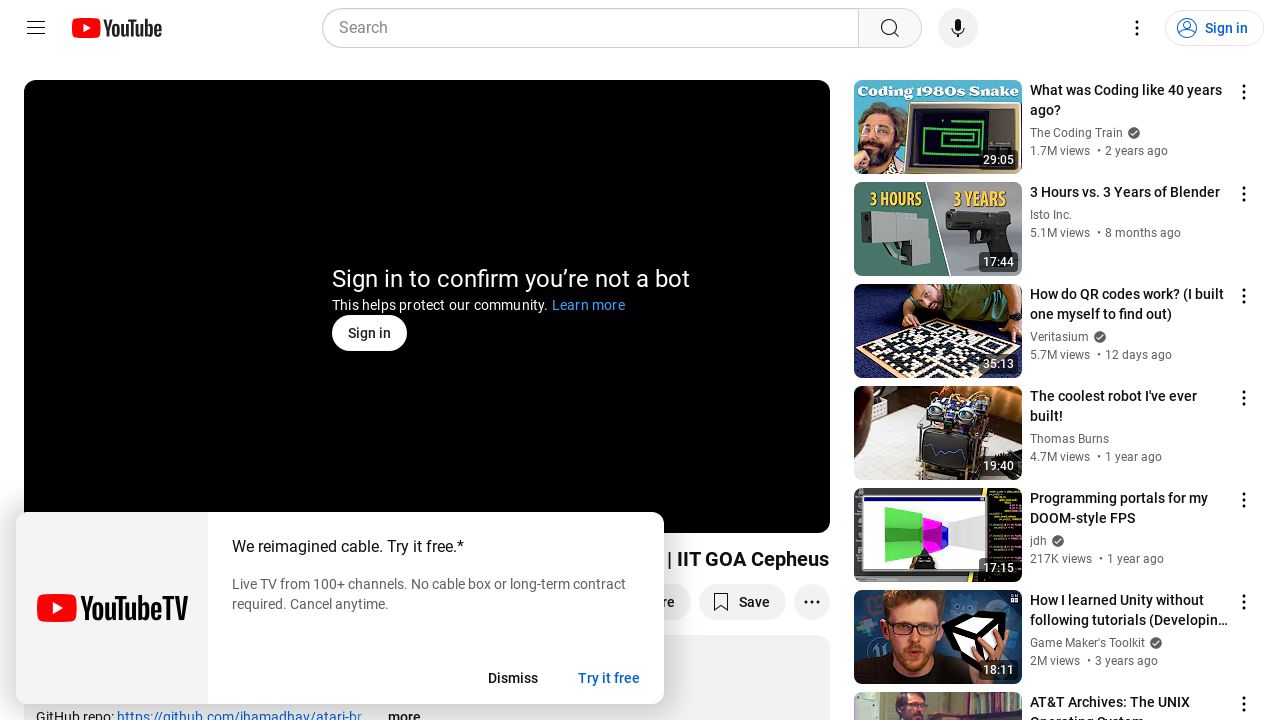 YouTube
Search
Sign in
Sign in to confirm you’re not a bot
This helps protect our community. Learn more
Sign in
| IIT GOA Cepheus
re
Save
We reimagined cable. Try it free.*
Live TV from 100+ channels. No cable box or long-term contract
required. Cancel anytime.
YouTubeTV
Dismiss
Try it free
GitHub repo: https://github.com/jhamadhav/atari-br...
...more
Coding 1980s Snake
29:05
What was Coding like 40 years
ago?
The Coding Train
1.7M views • 2 years ago
3 HOURS
3 YEARS
17:44
3 Hours vs. 3 Years of Blender
Isto Inc.
5.1M views • 8 months ago
35:13
How do QR codes work? (I built
one myself to find out)
Veritasium
5.7M views • 12 days ago
19:40
The coolest robot I've ever
built!
Thomas Burns
4.7M views • 1 year ago
17:15
Programming portals for my
DOOM-style FPS
jdh
217K views • 1 year ago
18:11
How I learned Unity without
following tutorials (Developin...
Game Maker's Toolkit
2M views • 3 years ago
AT&T Archives: The UNIX
Operating System